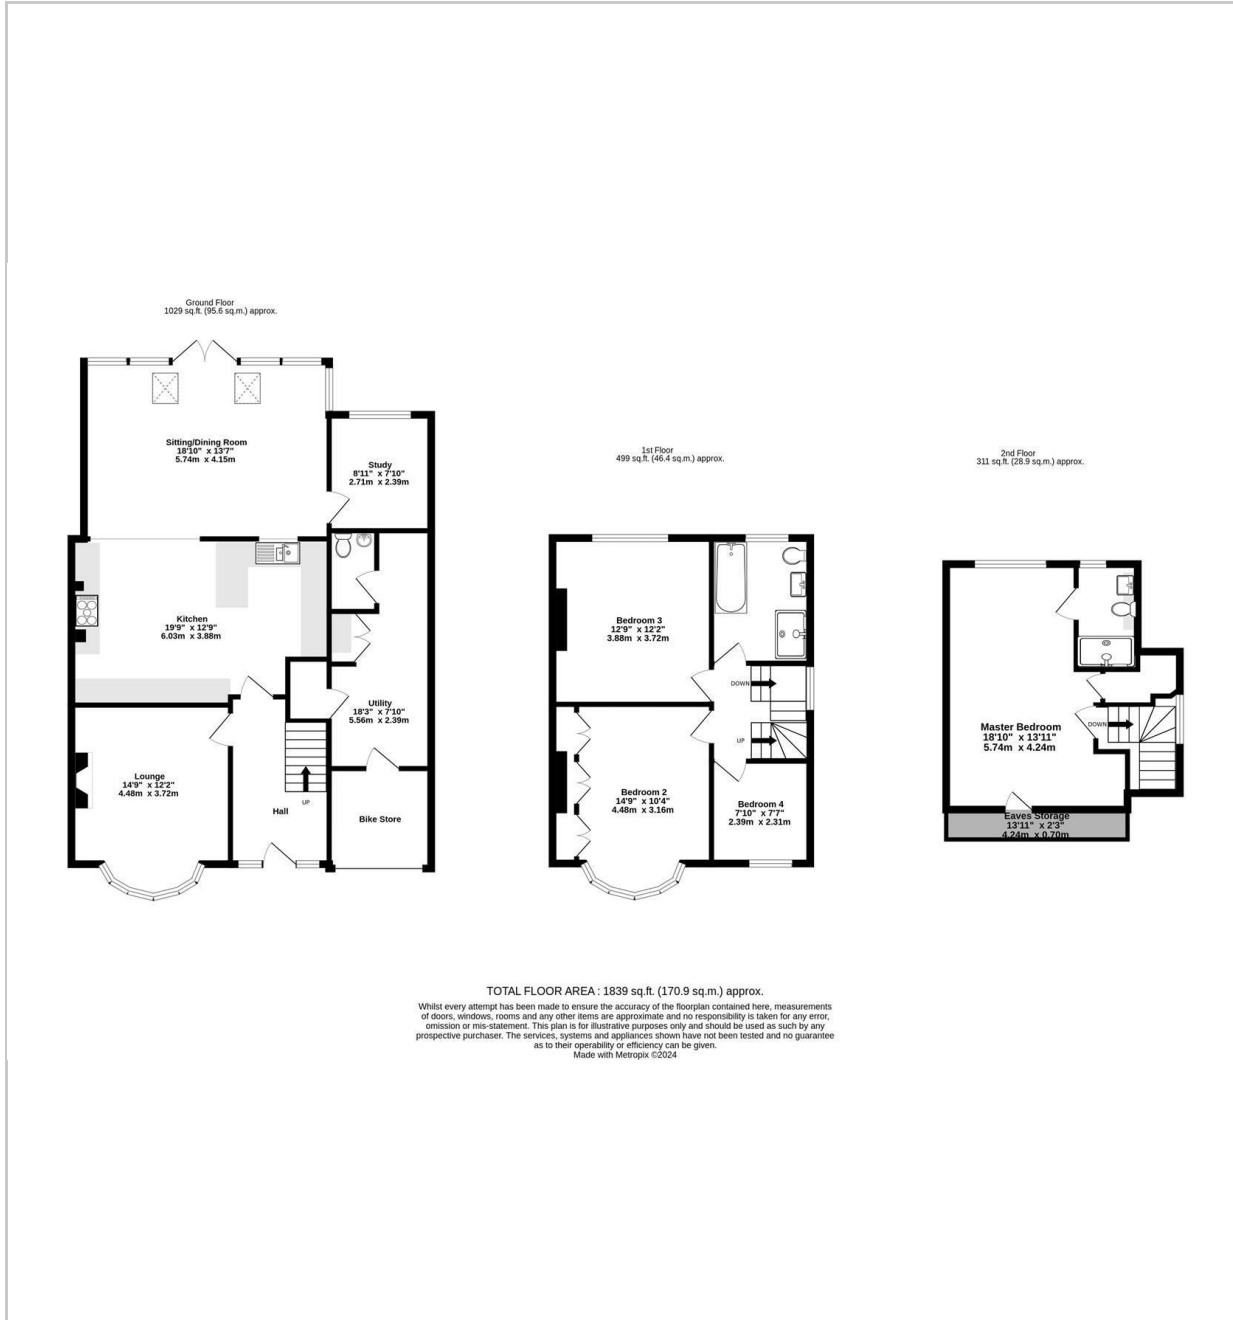 Ground Floor
1029 sq.ft. (95.6 sq.m.) approx.
Sitting/Dining Room
18'10" x 13'7"
5.74m x 4.15m
Study
8'11" x 7'10"
2.71m x 2.39m
Kitchen
19'9" x 12'9"
6.03m x 3.88m
Utility
18'3" x 7'10"
5.56m x 2.39m
Lounge
14'9" x 12'2"
4.48m x 3.72m
UP
Hall
Bike Store
1st Floor
499 sq.ft. (46.4 sq.m.) approx.
Bedroom 3
12'9" x 12'2"
3.88m x 3.72m
DOWN
UP
Bedroom 2
14'9" x 10'4"
4.48m x 3.16m
Bedroom 4
7'10" x 7'7"
2.39m x 2.31m
2nd Floor
311 sq.ft. (28.9 sq.m.) approx.
Master Bedroom
18'10" x 13'11"
5.74m x 4.24m
DOWN
Eaves Storage
13'11" x 2'3"
4.24m x 0.70m
TOTAL FLOOR AREA : 1839 sq.ft. (170.9 sq.m.) approx.
Whilst every attempt has been made to ensure the accuracy of the floorplan contained here, measurements
of doors, windows, rooms and any other items are approximate and no responsibility is taken for any error,
omission or mis-statement. This plan is for illustrative purposes only and should be used as such by any
prospective purchaser. The services, systems and appliances shown have not been tested and no guarantee
as to their operability or efficiency can be given.
Made with Metropix ©2024